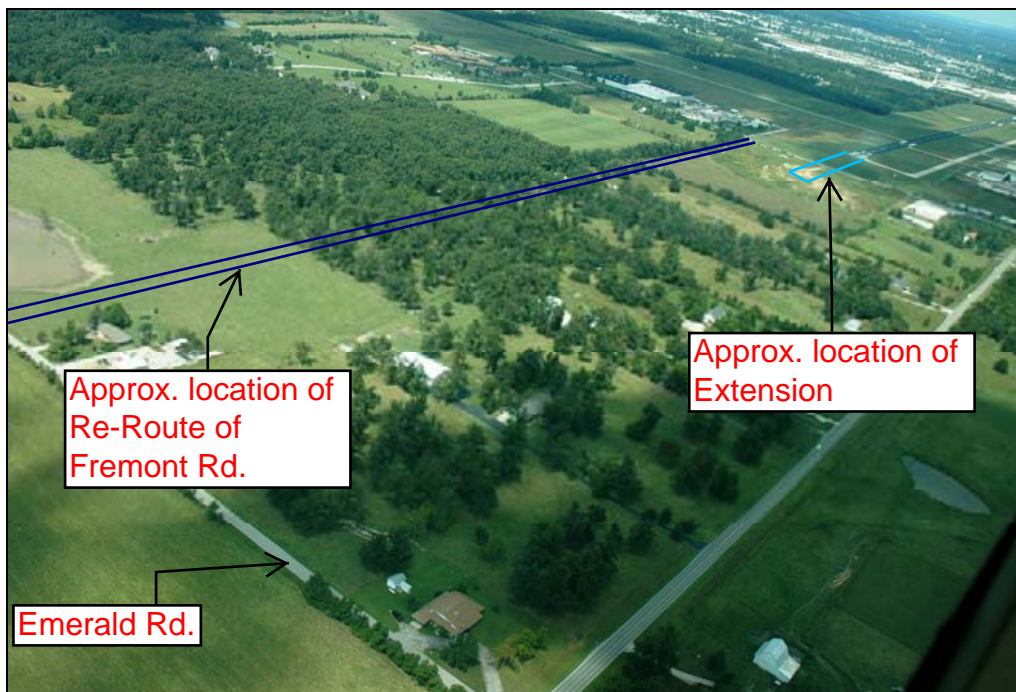 Approx. location of
Re-Route of
Fremont Rd.
Approx. location of
Extension
Emerald Rd.